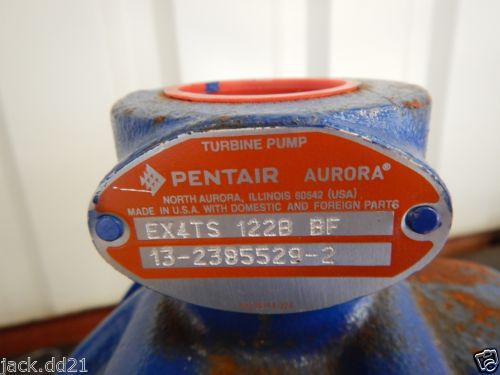 TURBINE PUMP
PENTAIR AURORA®
NORTH AURORA, ILLINOIS 60542 (USA)
MADE IN U.S.A. WITH DOMESTIC AND FOREIGN PARTS
EX4TS 122B BF
13-2395529-2
jack.dd21